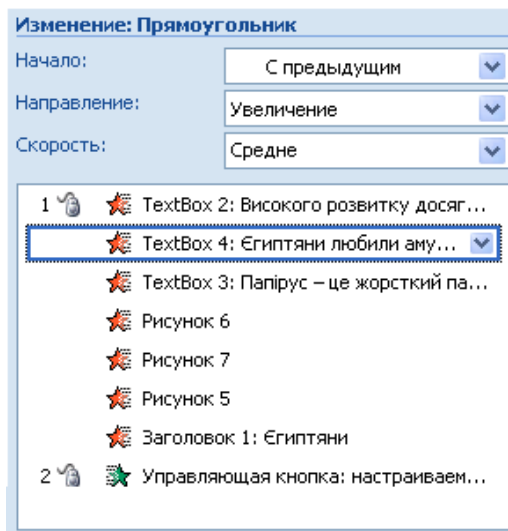 Изменение: Прямоугольник
Начало: С предыдущим
Направление: Увеличение
Скорость: Средне
1 TextBox 2: Високого розвитку досяг...
TextBox 4: Єгиптяни любили аму...
TextBox 3: Папірус – це жорсткий па...
Рисунок 6
Рисунок 7
Рисунок 5
Заголовок 1: Єгиптяни
2 Управляющая кнопка: настраиваем...